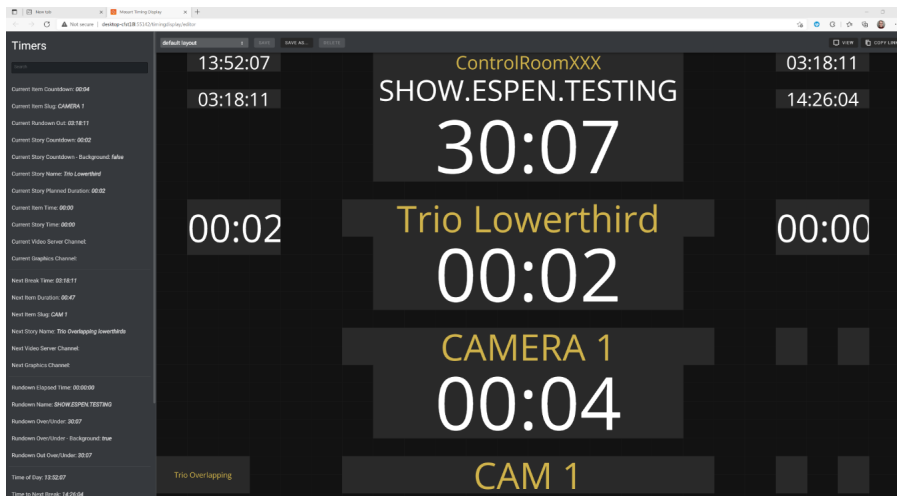 New tab
Mosart Timing Display
Not secure
Timers
Current Item Countdown: 00:04
Current Item Slug: CAMERA 1
Current Rundown Out: 03:18:11
Current Story Countdown: 00:02
Current Story Countdown - Background: false
Current Story Name: Trio Lowerthird
Current Story Planned Duration: 00:02
Current Item Time: 00:00
Current Story Time: 00:00
Current Video Server Channel:
Current Graphics Channel:
Next Break Time: 03:18:11
Next Item Duration: 00:47
Next Item Slug: CAM 1
Next Story Name: Trio Overlapping lowerthirds
Next Video Server Channel:
Next Graphics Channel:
Rundown Elapsed Time: 00:00:00
Rundown Name: SHOW.ESPEN.TESTING
Rundown Over/Under: 30:07
Rundown Over/Under - Background: true
Rundown Out Over/Under: 30:07
Time of Day: 13:52:07
Time to Next Break: 14:26:04
default layout
SAVE
SAVE AS...
DELETE
VIEW
COPY LINK
13:52:07
ControlRoomXXX
03:18:11
03:18:11
SHOW.ESPEN.TESTING
14:26:04
30:07
00:02
Trio Lowerthird
00:00
00:02
CAMERA 1
00:04
Trio Overlapping
CAM 1